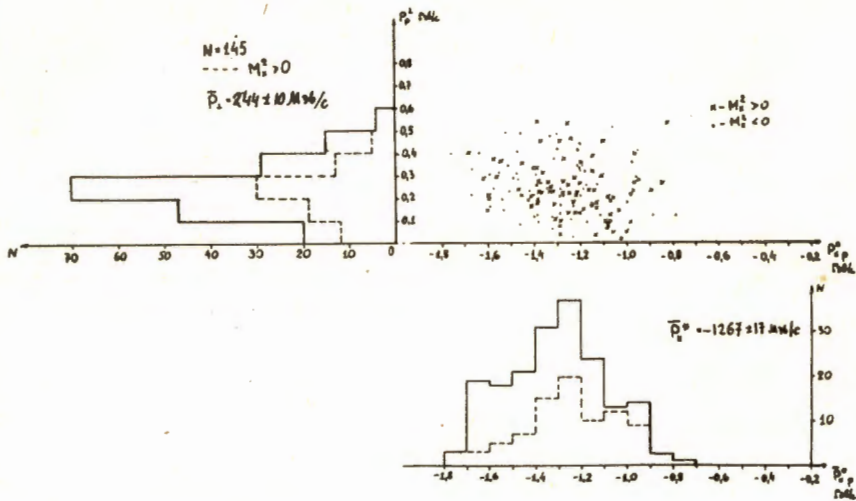 P_p^⊥ ГэВ/с
N=145
---- M_x^2 >0
P̄_⊥ = 244 ± 10 Мэв/с
0,8
0,7
0,6
0,5
0,4
0,3
0,2
0,1
N 70 60 50 40 30 20 10 0
× - M_x^2 >0
. - M_x^2 <0
-1,8 -1,6 -1,4 -1,2 -1,0 -0,8 -0,6 -0,4 -0,2
N
P̄_∥^* = -1267 ± 17 Мэв/с
30
20
10
-1,8 -1,6 -1,4 -1,2 -1,0 -0,8 -0,6 -0,4 -0,2